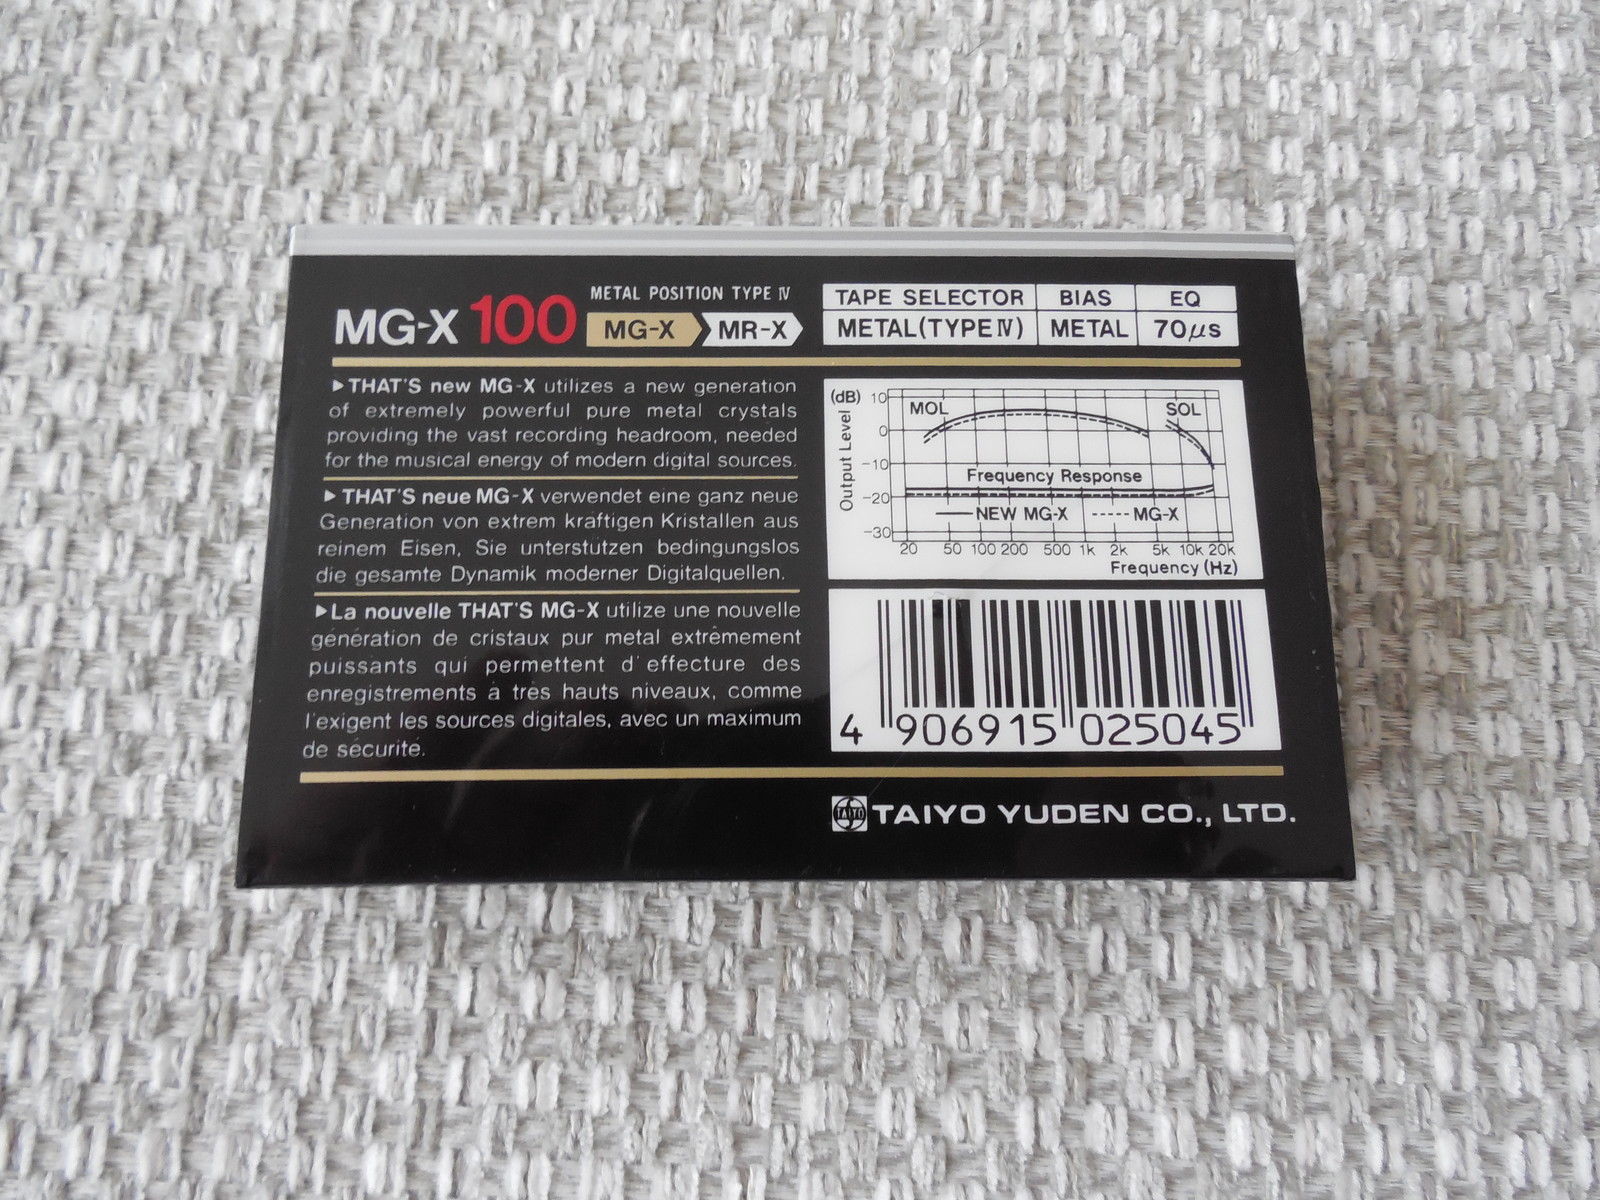 MG-X 100
METAL POSITION TYPE IV
MG-X MR-X
TAPE SELECTOR BIAS EQ
METAL(TYPE IV) METAL 70μs
▶THAT'S new MG-X utilizes a new generation
of extremely powerful pure metal crystals
providing the vast recording headroom, needed
for the musical energy of modern digital sources.
▶THAT'S neue MG-X verwendet eine ganz neue
Generation von extrem kräftigen Kristallen aus
reinem Eisen, Sie unterstützen bedingungslos
die gesamte Dynamik moderner Digitalquellen.
▶La nouvelle THAT'S MG-X utilize une nouvelle
génération de cristaux pur metal extrêmement
puissants qui permettent d'effecture des
enregistrements à très hauts niveaux, comme
l'exigent les sources digitales, avec un maximum
de sécurité.
(dB)
Output Level
10
0
-10
-20
-30
MOL SOL
Frequency Response
NEW MG-X MG-X
20 50 100 200 500 1k 2k 5k 10k 20k
Frequency (Hz)
4 906915 025045
TAIYO
TAIYO YUDEN CO., LTD.